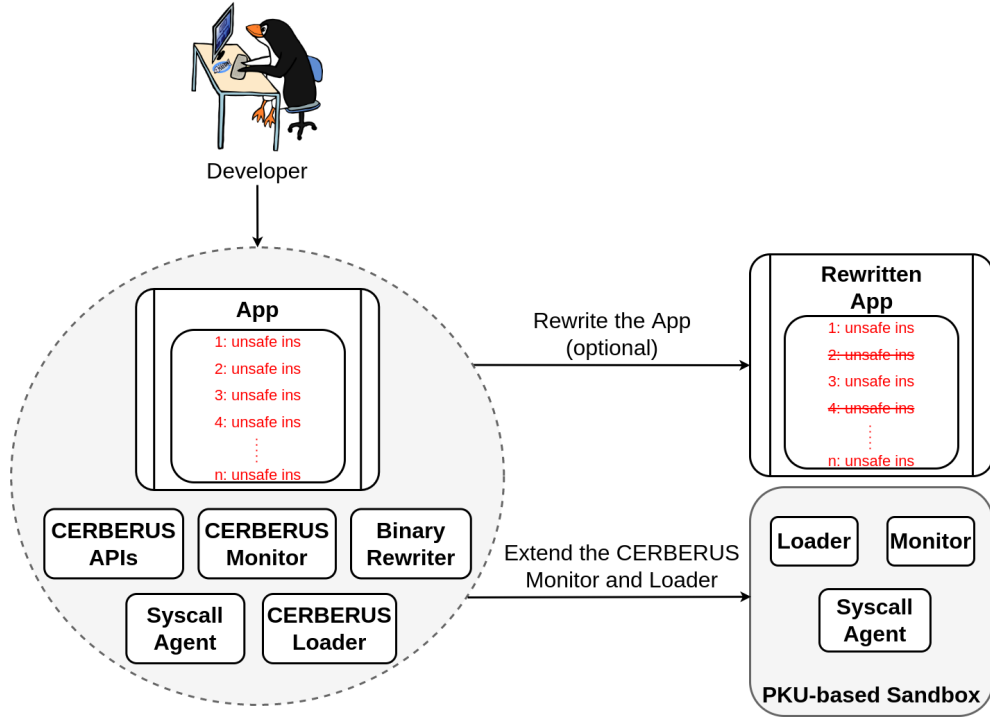 Developer
App
1: unsafe ins
2: unsafe ins
3: unsafe ins
4: unsafe ins
n: unsafe ins
CERBERUS
APIs
CERBERUS
Monitor
Binary
Rewriter
Syscall
Agent
CERBERUS
Loader
Rewrite the App
(optional)
Extend the CERBERUS
Monitor and Loader
Rewritten
App
1: unsafe ins
2: unsafe ins
3: unsafe ins
4: unsafe ins
n: unsafe ins
Loader
Monitor
Syscall
Agent
PKU-based Sandbox